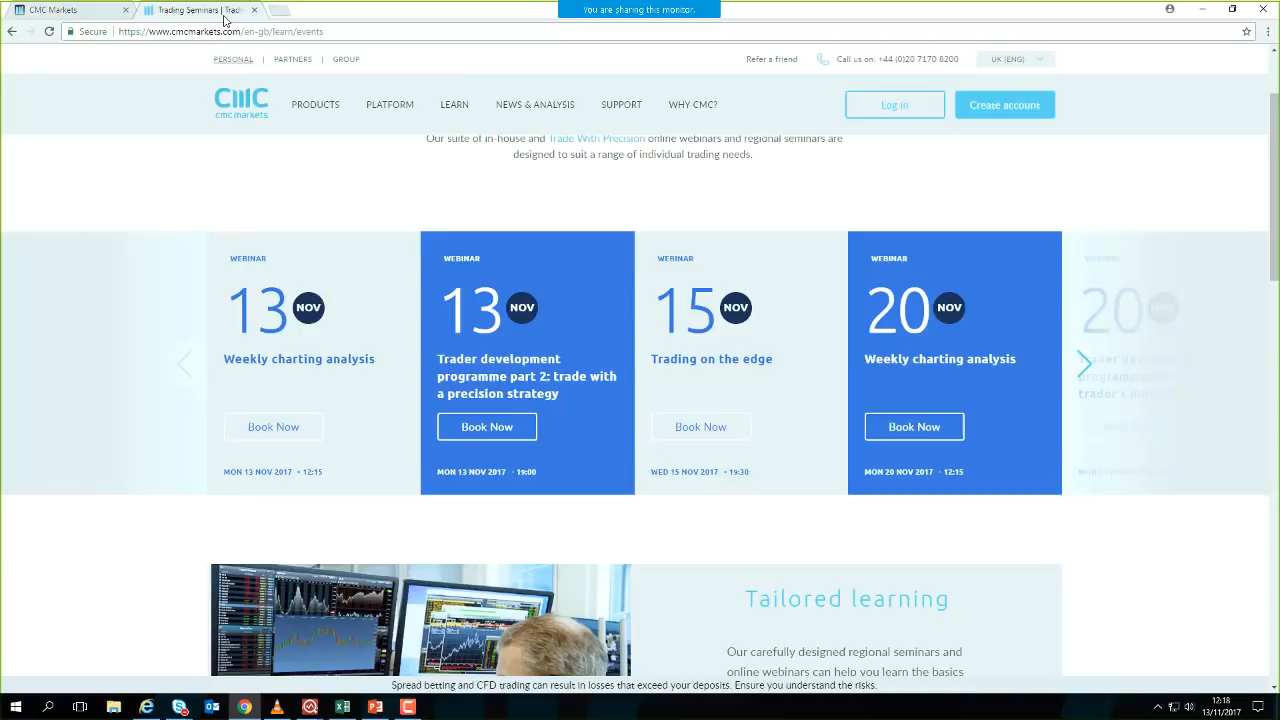 CMC Markets
Trading Seminars | Trade
You are sharing this monitor.
Secure | https://www.cmcmarkets.com/en-gb/learn/events
PERSONAL | PARTNERS | GROUP
Refer a friend
Call us on: +44 (0)20 7170 8200
UK (ENG)
cmc
cmc markets
PRODUCTS
PLATFORM
LEARN
NEWS & ANALYSIS
SUPPORT
WHY CMC?
Log in
Create account
Our suite of in-house and Trade With Precision online webinars and regional seminars are
designed to suit a range of individual trading needs.
WEBINAR
13 NOV
Weekly charting analysis
Book Now
MON 13 NOV 2017 • 12:15
WEBINAR
13 NOV
Trader development
programme part 2: trade with
a precision strategy
Book Now
MON 13 NOV 2017 • 19:00
WEBINAR
15 NOV
Trading on the edge
Book Now
WED 15 NOV 2017 • 19:30
WEBINAR
20 NOV
Weekly charting analysis
Book Now
MON 20 NOV 2017 • 12:15
WEBINAR
20 NOV
Tailored learning
Our carefully designed regional seminars and
online webinars can help you learn the basics
Spread betting and CFD trading can result in losses that exceed your deposits. Ensure you understand the risks.
12:18
13/11/2017